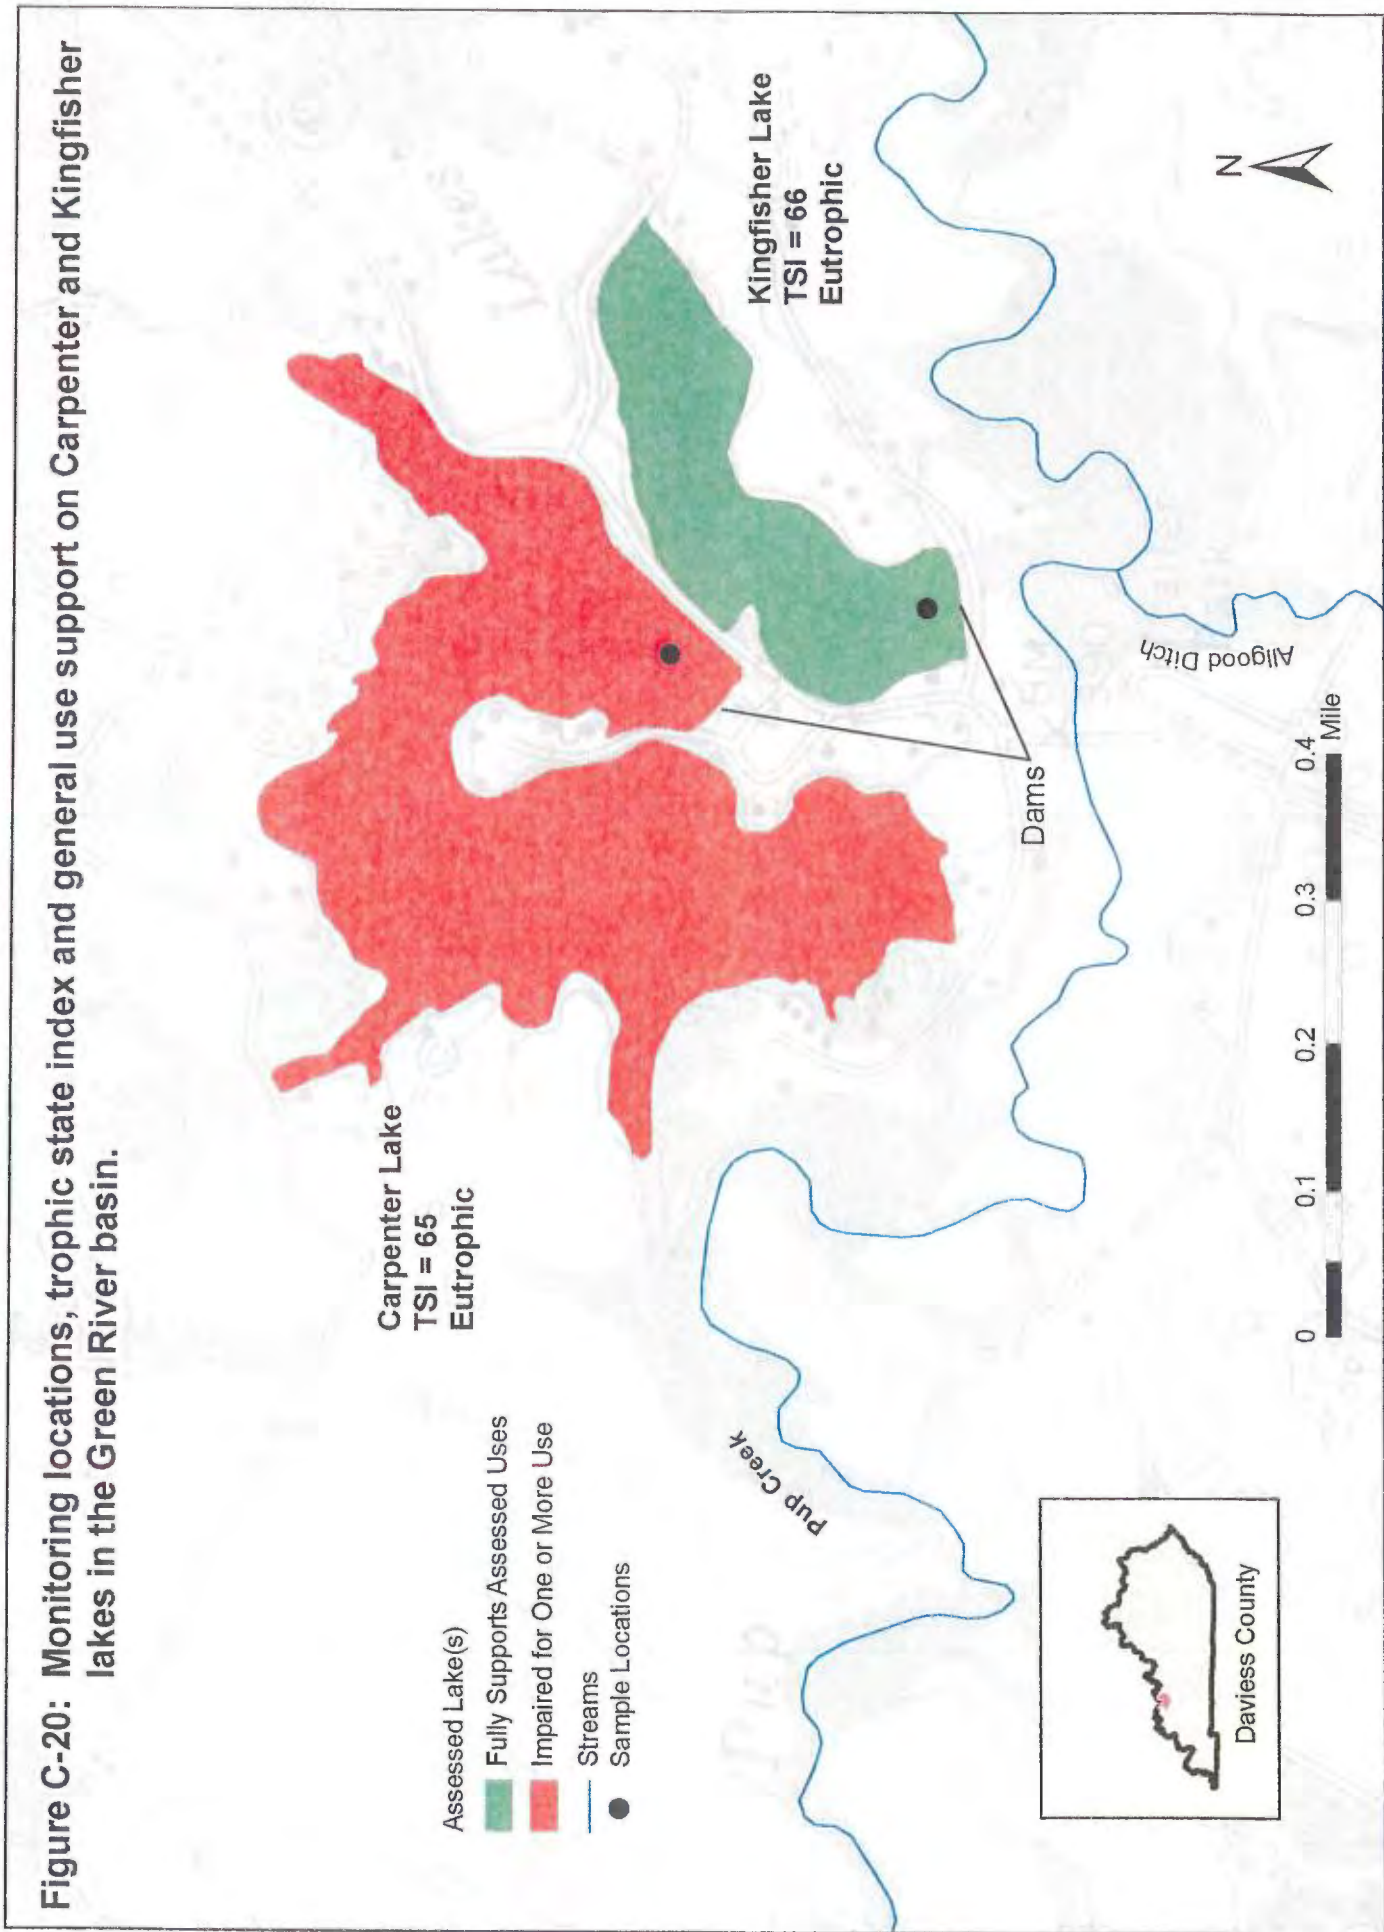 Figure C-20: Monitoring locations, trophic state index and general use support on Carpenter and Kingfisher
lakes in the Green River basin.
Carpenter Lake
TSI = 65
Eutrophic
Kingfisher Lake
TSI = 66
Eutrophic
Assessed Lake(s)
Fully Supports Assessed Uses
Impaired for One or More Use
Streams
Sample Locations
Pup Creek
Pup
Lakes
Dams
Allgood Ditch
N
0 0.1 0.2 0.3 0.4
Mile
Daviess County